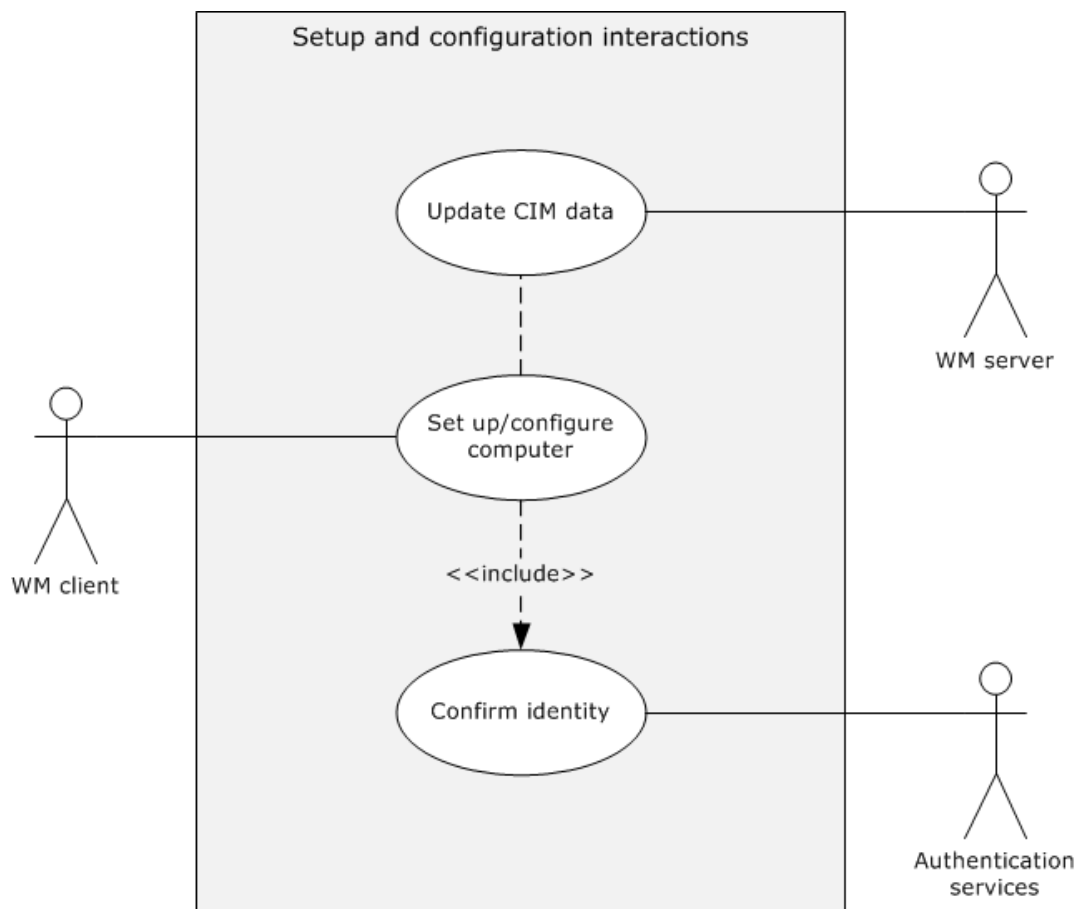 Setup and configuration interactions
Update CIM data
WM server
Set up/configure
computer
WM client
<<include>>
Confirm identity
Authentication
services